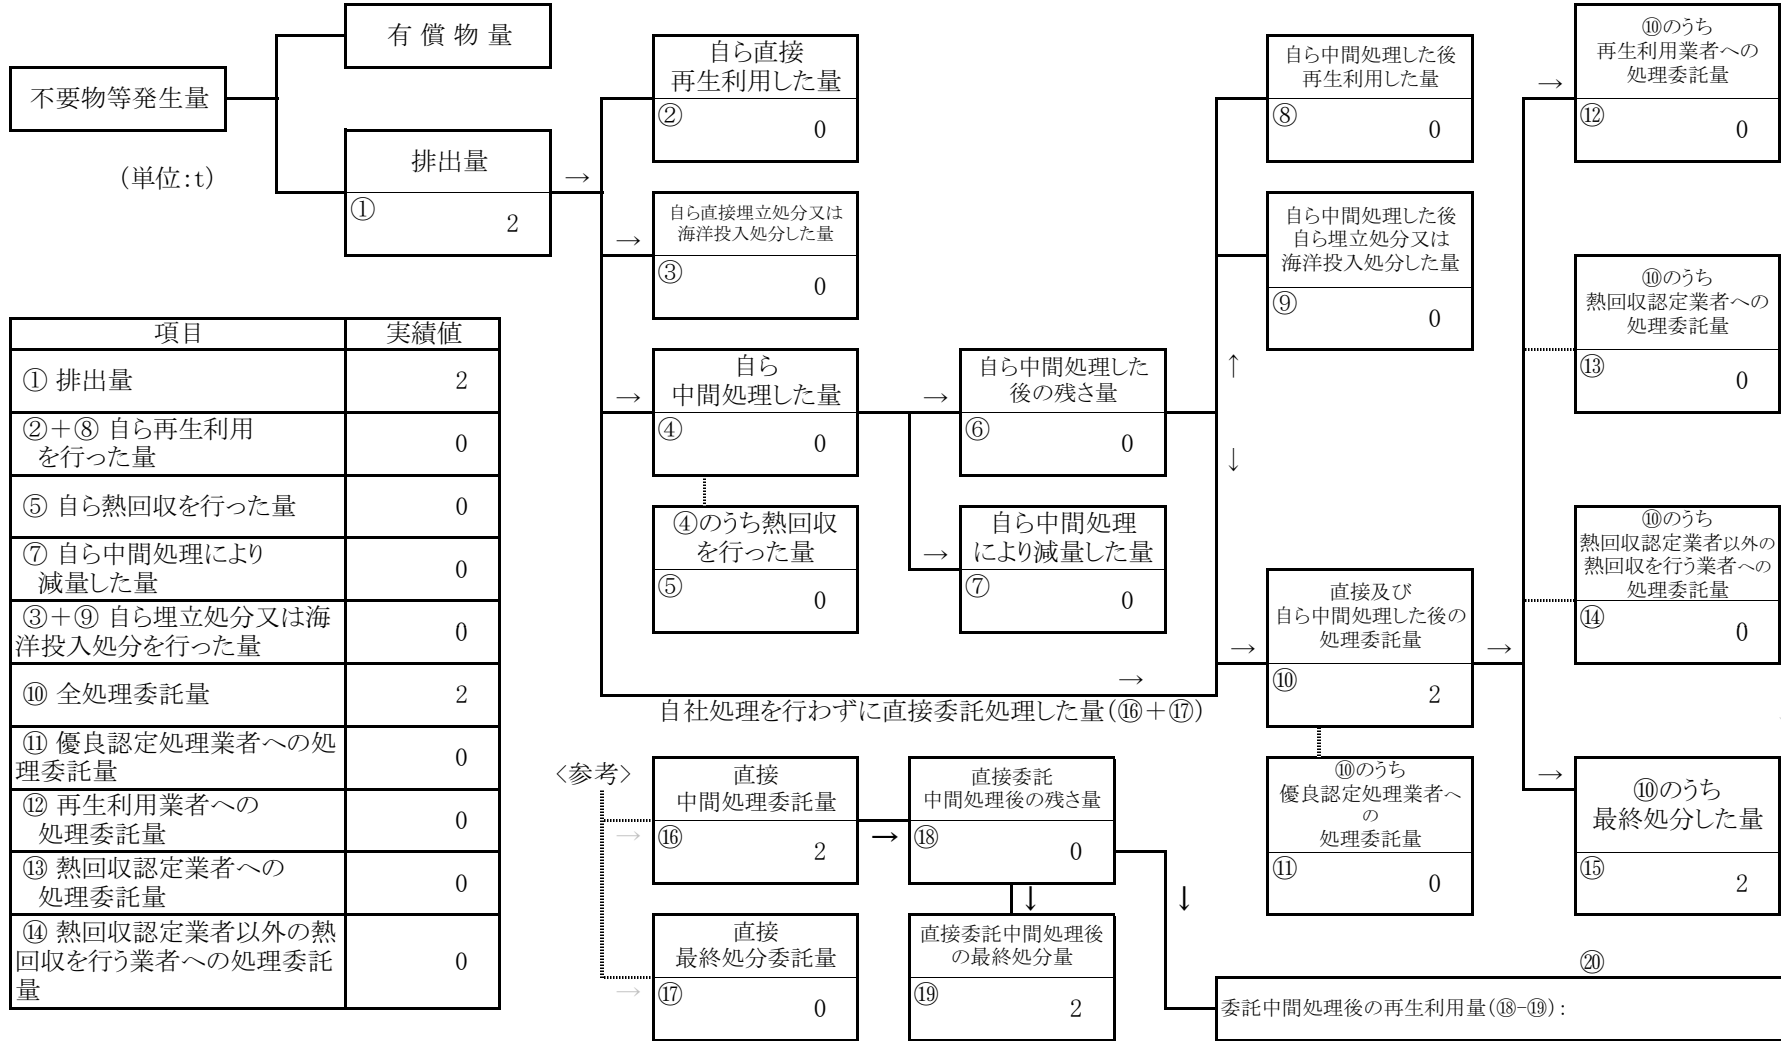 不要物等発生量
(単位:t)
有 償 物 量
排出量
①
2
→
自ら直接
再生利用した量
②
0
→
自ら直接埋立処分又は
海洋投入処分した量
③
0
→
自ら
中間処理した量
④
0
④のうち熱回収
を行った量
⑤
0
→
自ら中間処理した
後の残さ量
⑥
0
→
自ら中間処理
により減量した量
⑦
0
↑
↓
自ら中間処理した後
再生利用した量
⑧
0
自ら中間処理した後
自ら埋立処分又は
海洋投入処分した量
⑨
0
→
自社処理を行わずに直接委託処理した量(⑯+⑰)
→
直接及び
自ら中間処理した後の
処理委託量
⑩
2
⑩のうち
優良認定処理業者へ
の
処理委託量
⑪
0
→
→
⑩のうち
再生利用業者への
処理委託量
⑫
0
⑩のうち
熱回収認定業者への
処理委託量
⑬
0
⑩のうち
熱回収認定業者以外の
熱回収を行う業者への
処理委託量
⑭
0
→
⑩のうち
最終処分した量
⑮
2
項目 実績値
① 排出量 2
②+⑧ 自ら再生利用
を行った量 0
⑤ 自ら熱回収を行った量 0
⑦ 自ら中間処理により
減量した量 0
③+⑨ 自ら埋立処分又は海
洋投入処分を行った量 0
⑩ 全処理委託量 2
⑪ 優良認定処理業者への処
理委託量 0
⑫ 再生利用業者への
処理委託量 0
⑬ 熱回収認定業者への
処理委託量 0
⑭ 熱回収認定業者以外の熱
回収を行う業者への処理委託
量 0
〈参考〉
→
直接
中間処理委託量
⑯
2
→
直接委託
中間処理後の残さ量
⑱
0
↓
↓
→
直接
最終処分委託量
⑰
0
直接委託中間処理後
の最終処分量
⑲
2
⑳
委託中間処理後の再生利用量(⑱-⑲):